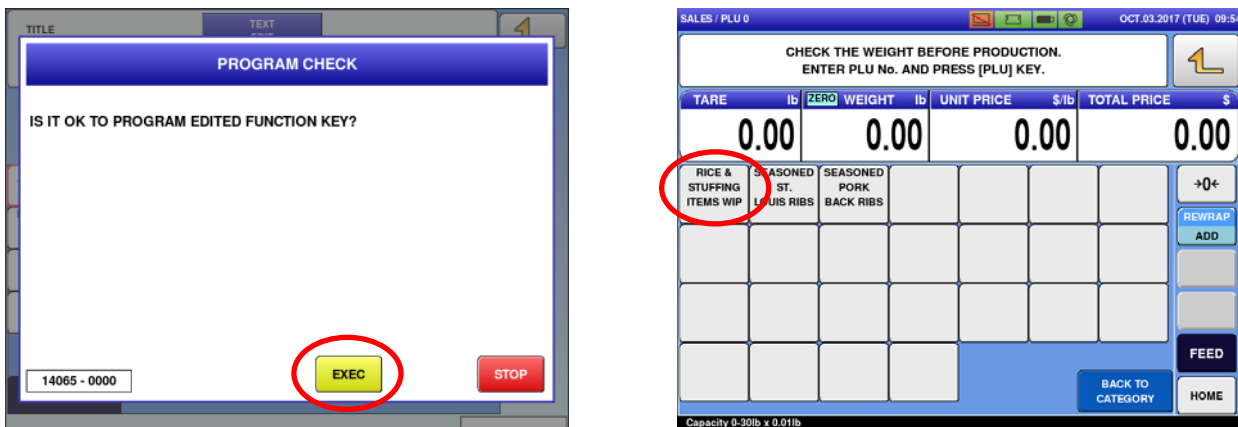 TITLE
TEXT
EDIT
PROGRAM CHECK
IS IT OK TO PROGRAM EDITED FUNCTION KEY?
14065 - 0000
EXEC
STOP
SALES / PLU 0
OCT.03.2017 (TUE) 09:54
CHECK THE WEIGHT BEFORE PRODUCTION.
ENTER PLU No. AND PRESS [PLU] KEY.
TARE lb
ZERO WEIGHT lb
UNIT PRICE $/lb
TOTAL PRICE $
0.00
0.00
0.00
0.00
RICE &
STUFFING
ITEMS WIP
SEASONED
ST.
LOUIS RIBS
SEASONED
PORK
BACK RIBS
→0←
REWRAP
ADD
FEED
BACK TO
CATEGORY
HOME
Capacity 0-30lb x 0.01lb